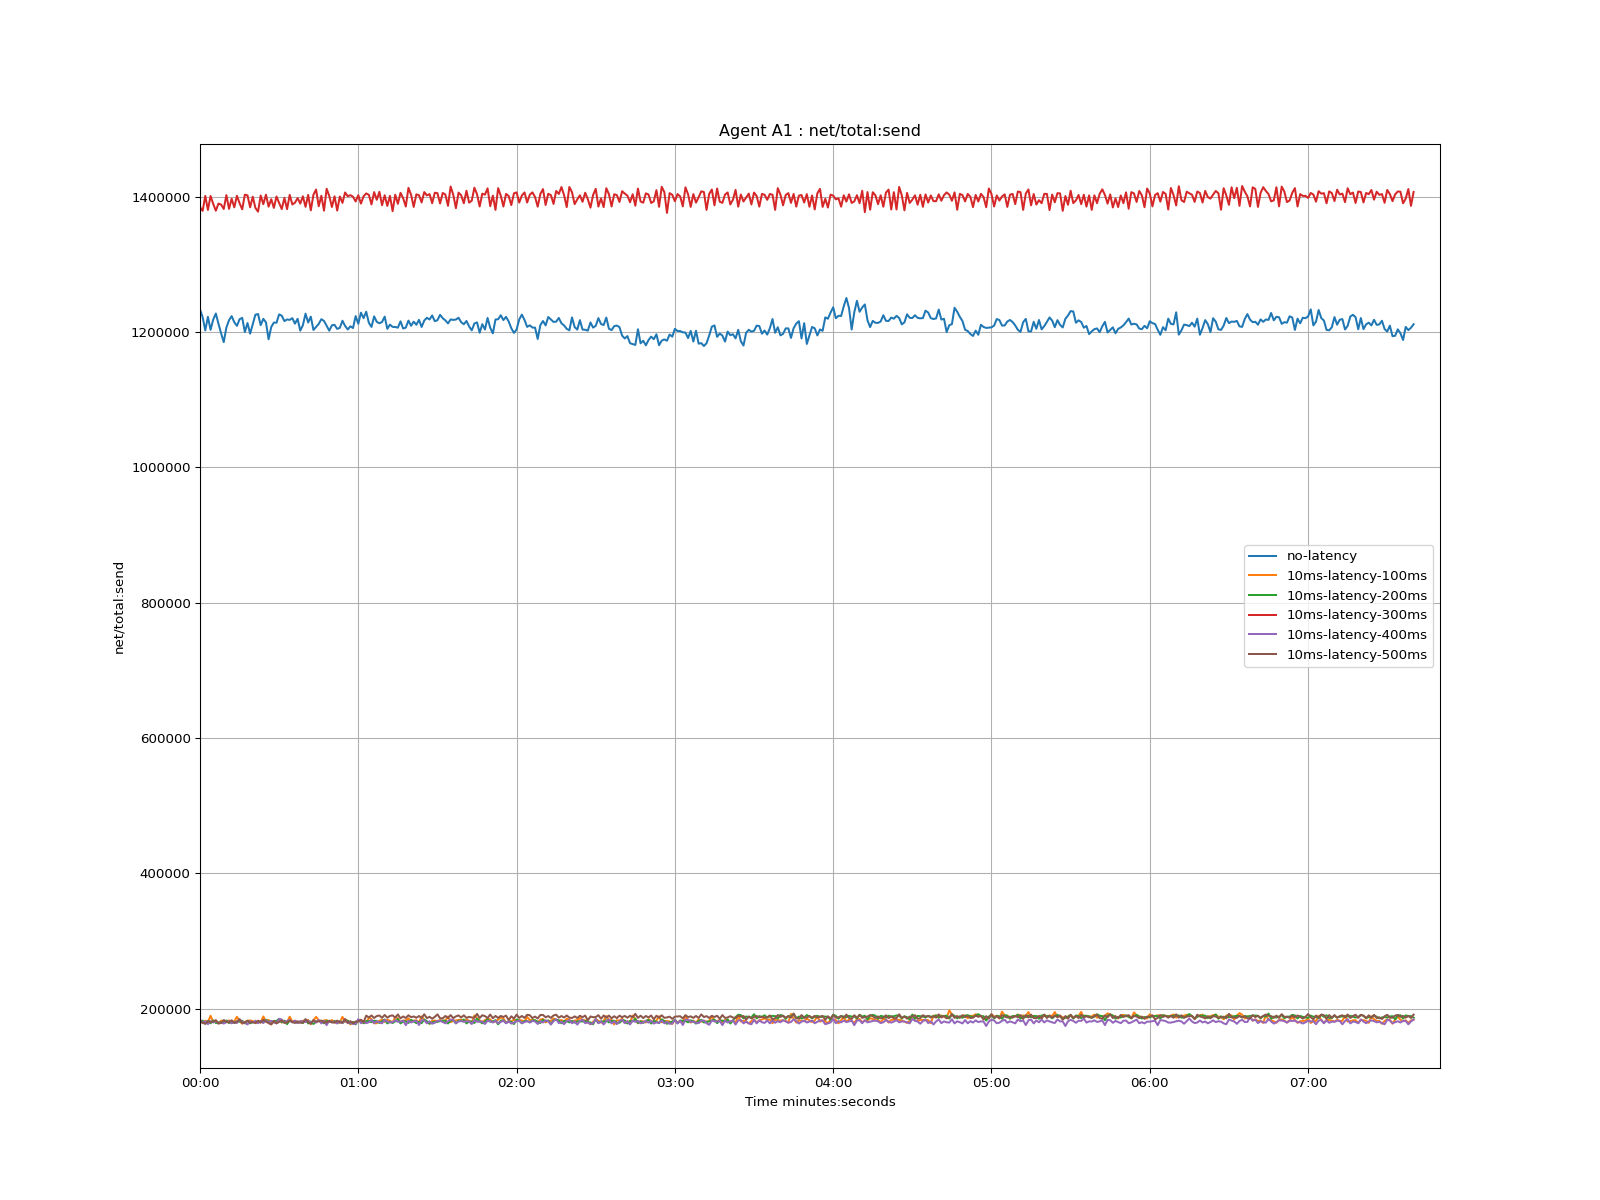 Agent A1 : net/total:send
1400000
1200000
1000000
800000
600000
400000
200000
net/total:send
no-latency
10ms-latency-100ms
10ms-latency-200ms
10ms-latency-300ms
10ms-latency-400ms
10ms-latency-500ms
00:00 01:00 02:00 03:00 04:00 05:00 06:00 07:00
Time minutes:seconds